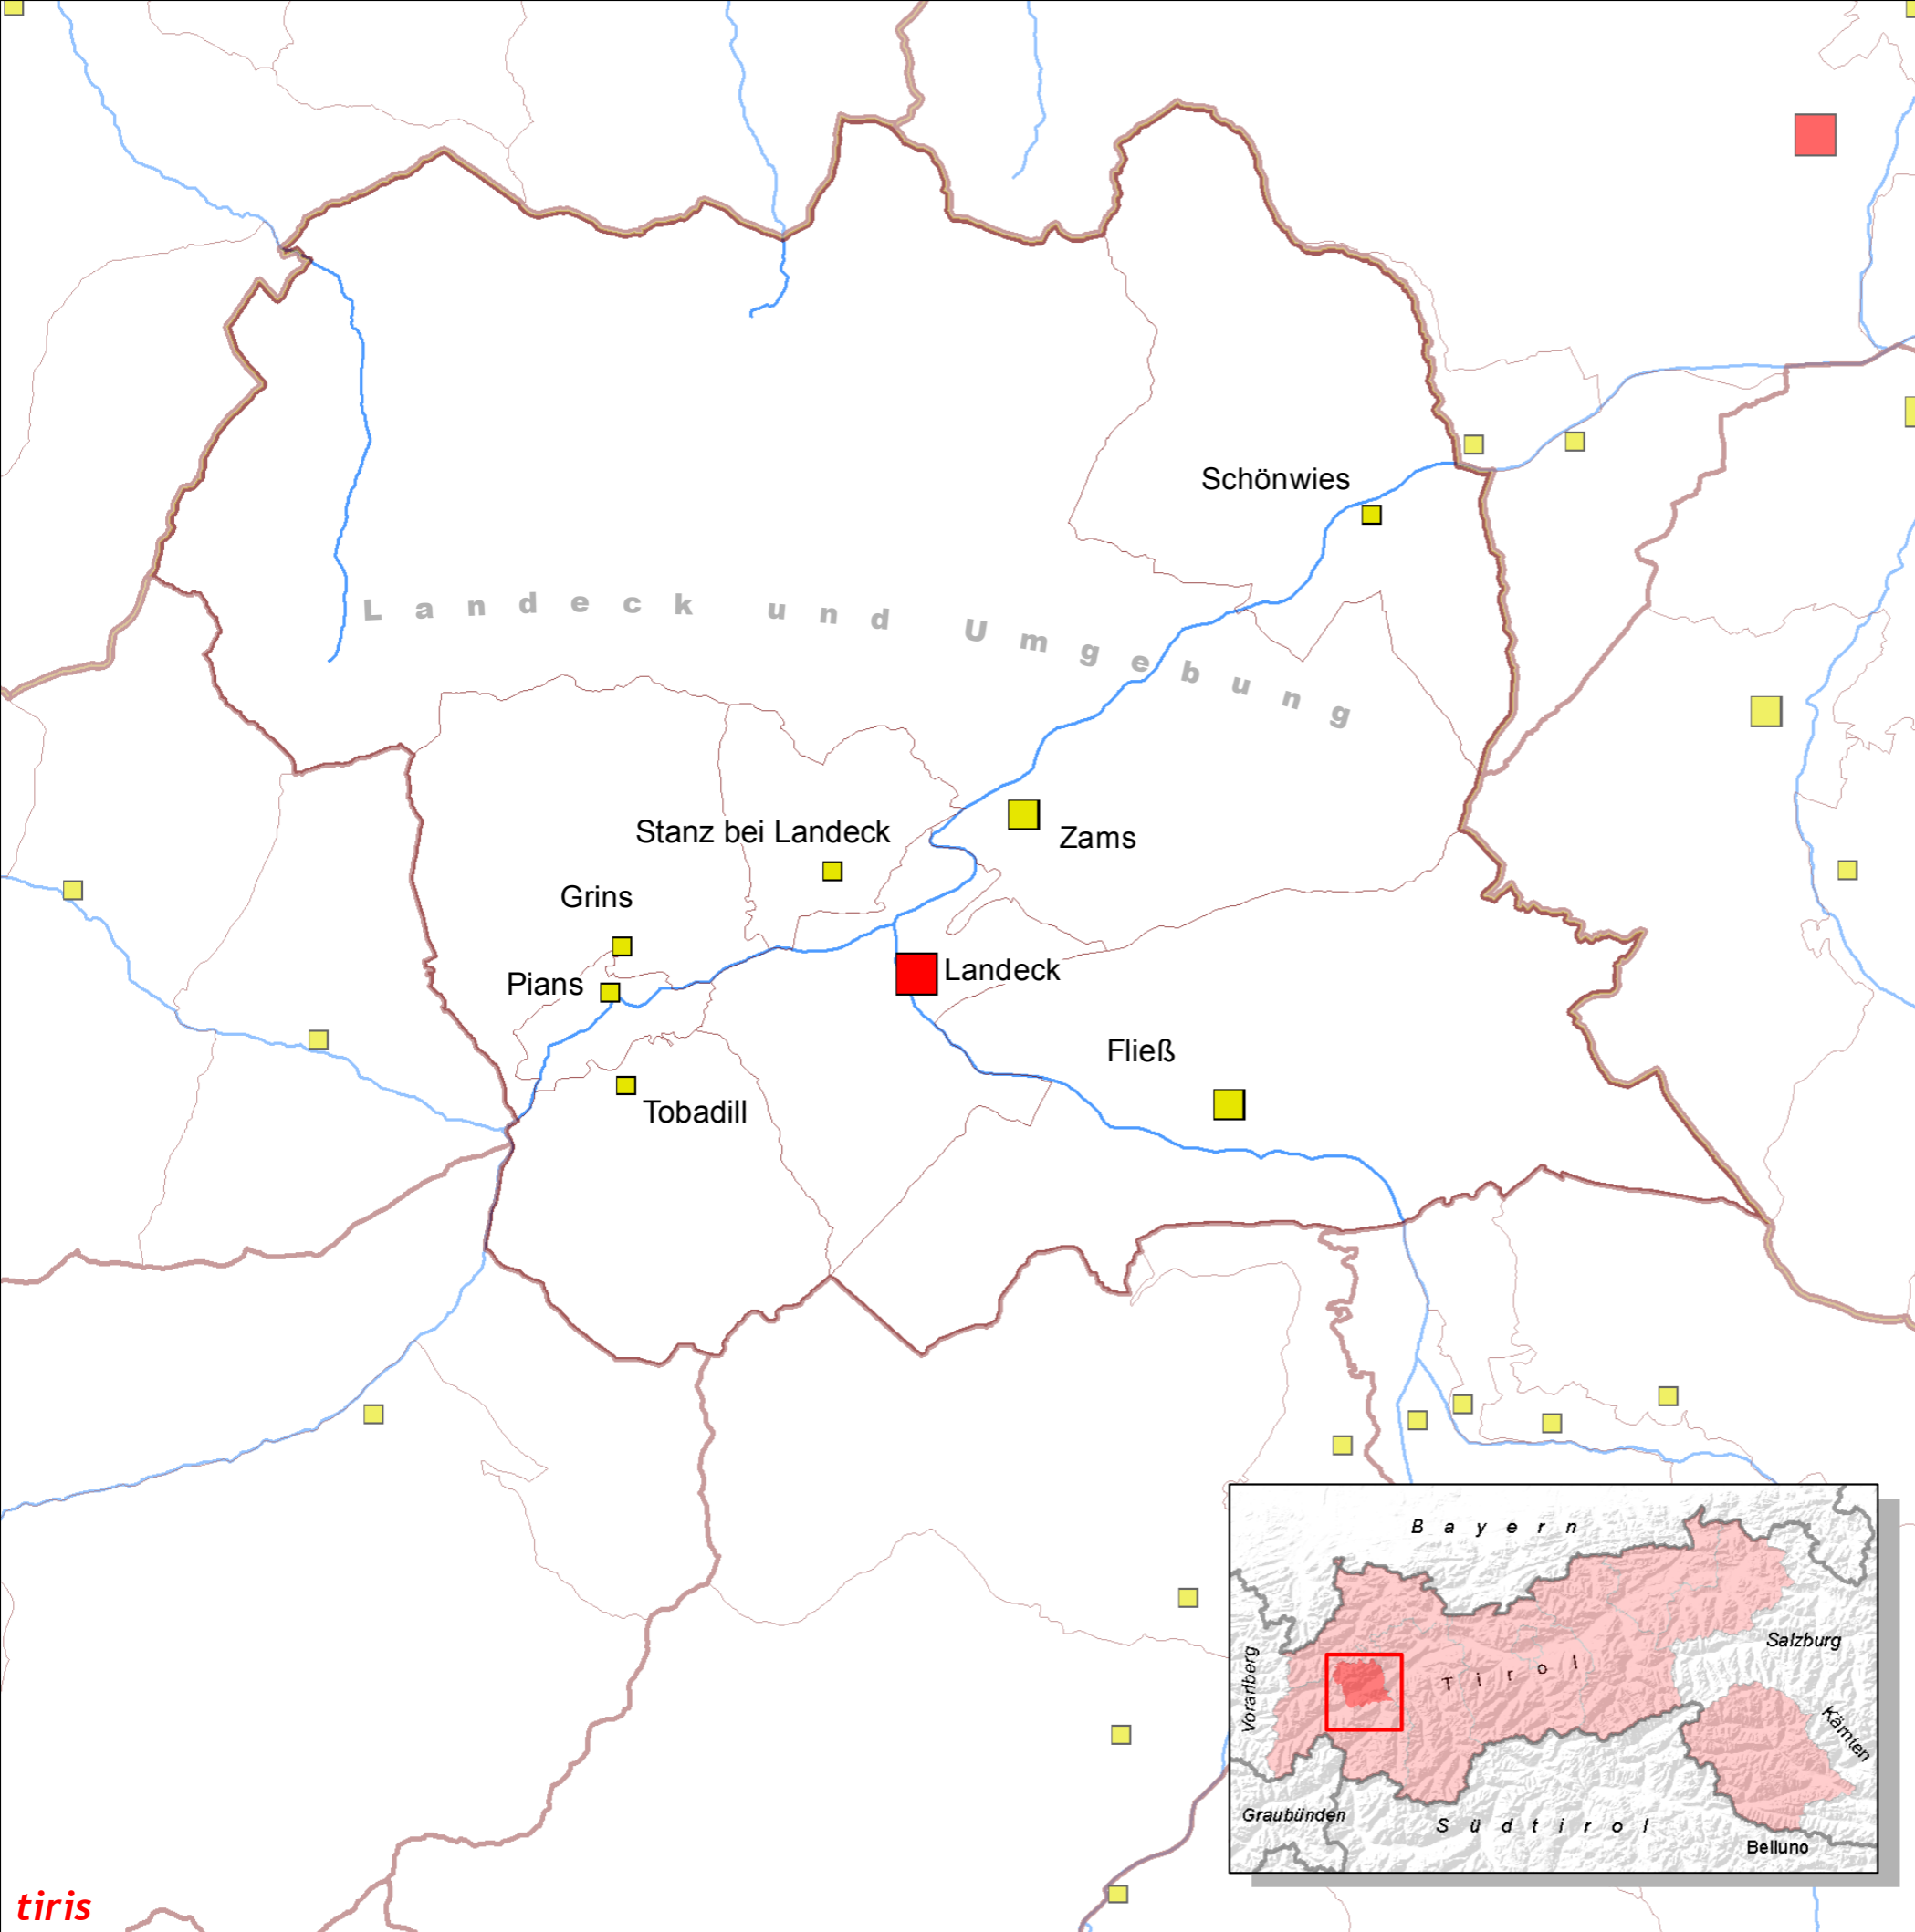 Schönwies
Landeck und Umgebung
Stanz bei Landeck
Zams
Grins
Pians
Landeck
Fließ
Tobadill
Bayern
Salzburg
Tirol
Vorarlberg
Kärnten
Graubünden
Südtirol
Belluno
tiris